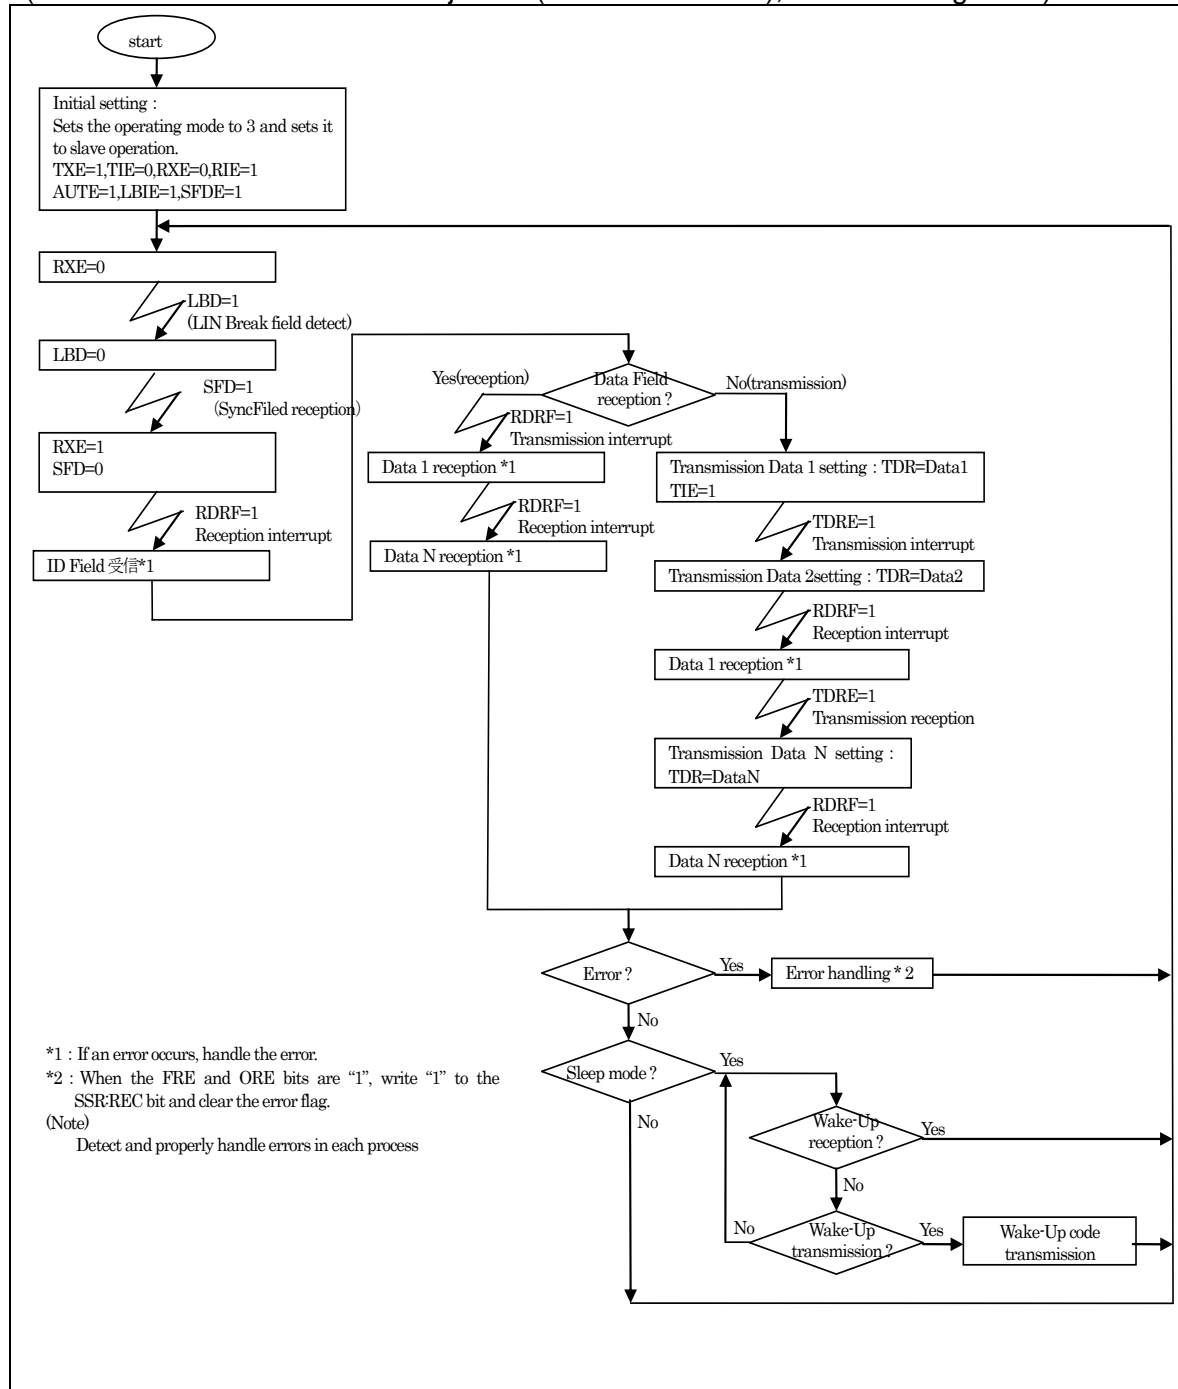 start
Initial setting :
Sets the operating mode to 3 and sets it
to slave operation.
TXE=1,TIE=0,RXE=0,RIE=1
AUTE=1,LBIE=1,SFDE=1
RXE=0
LBD=1
(LIN Break field detect)
LBD=0
SFD=1
(SyncFiled reception)
RXE=1
SFD=0
RDRF=1
Reception interrupt
ID Field 受信*1
Data Field
reception ?
Yes(reception)
RDRF=1
Transmission interrupt
Data 1 reception *1
RDRF=1
Reception interrupt
Data N reception *1
No(transmission)
Transmission Data 1 setting : TDR=Data1
TIE=1
TDRE=1
Transmission interrupt
Transmission Data 2setting : TDR=Data2
RDRF=1
Reception interrupt
Data 1 reception *1
TDRE=1
Transmission reception
Transmission Data N setting :
TDR=DataN
RDRF=1
Reception interrupt
Data N reception *1
Error ?
Yes
Error handling * 2
No
Sleep mode ?
Yes
No
Wake-Up
reception ?
Yes
No
Wake-Up
transmission ?
No
Yes
Wake-Up code
transmission
*1 : If an error occurs, handle the error.
*2 : When the FRE and ORE bits are “1”, write “1” to the
SSR:REC bit and clear the error flag.
(Note)
Detect and properly handle errors in each process